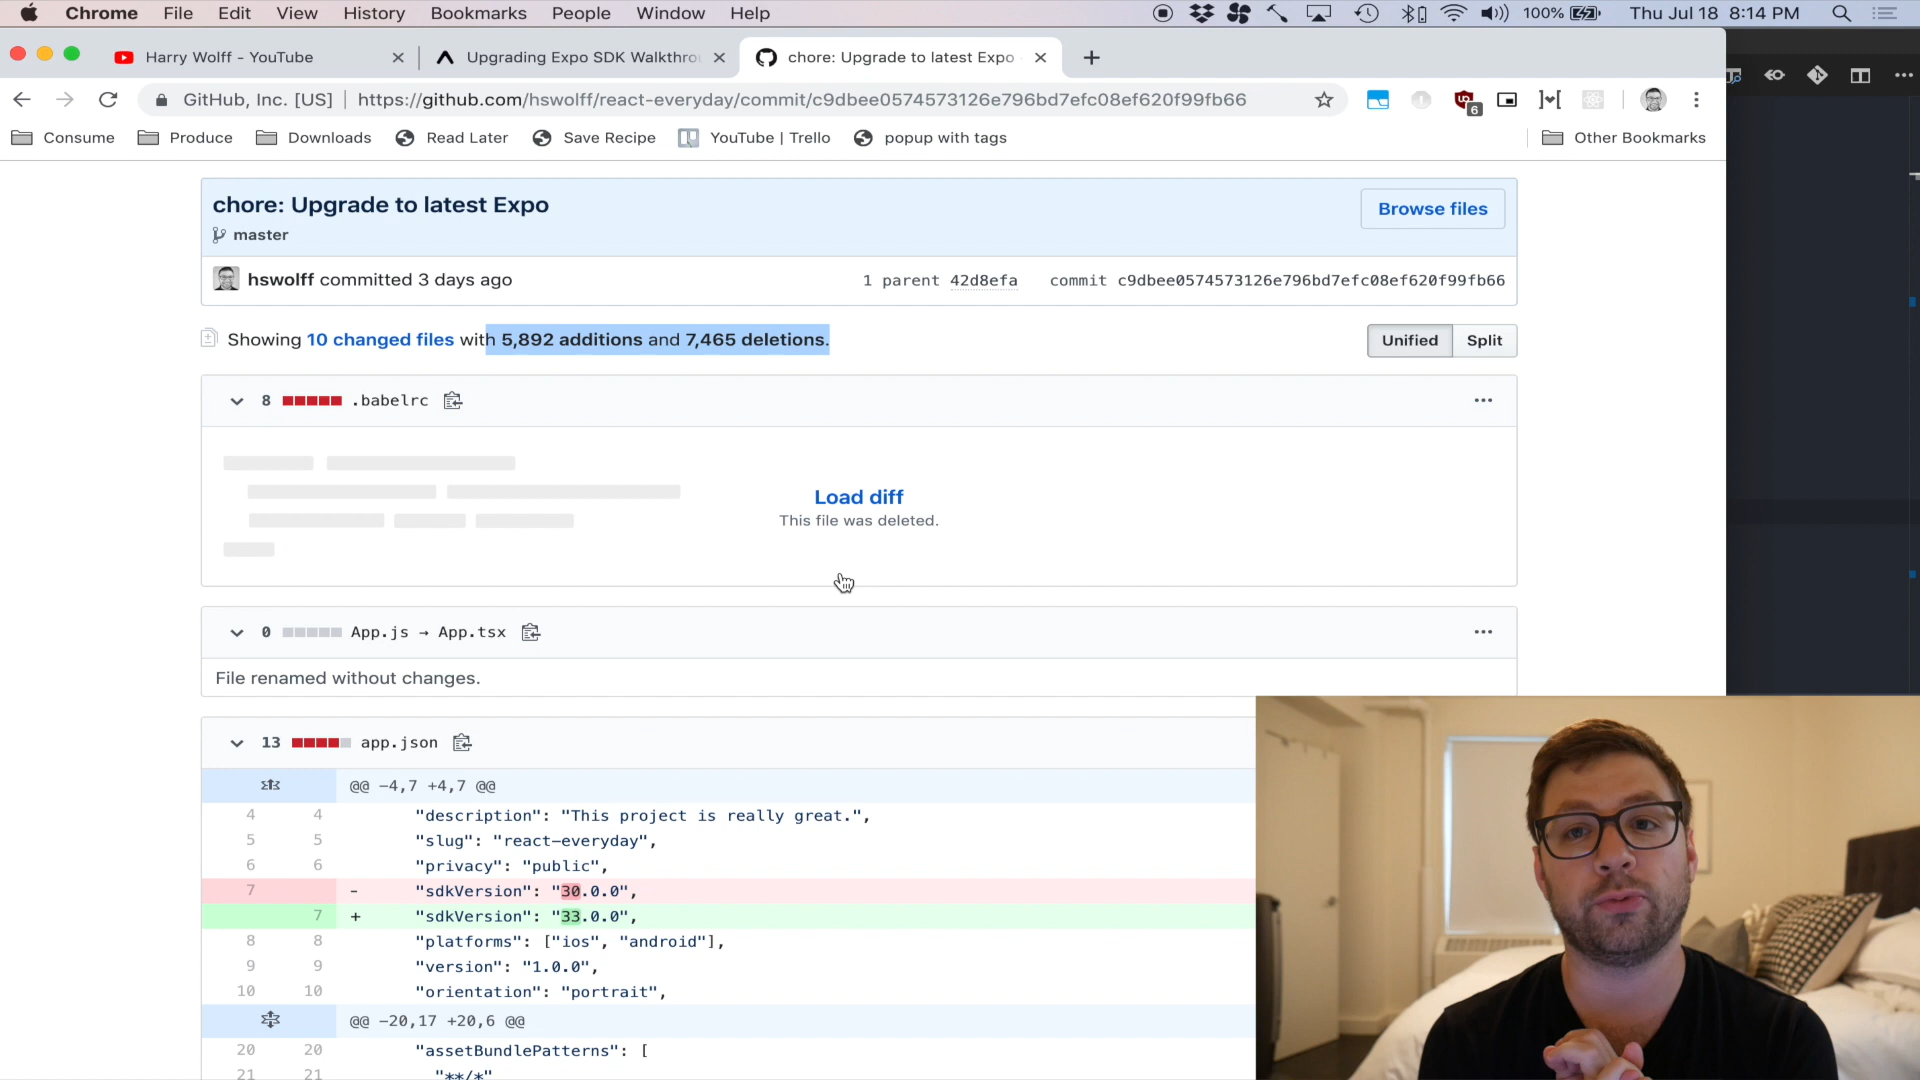 Chrome File Edit View History Bookmarks People Window Help 100% Thu Jul 18 8:14 PM
Harry Wolff - YouTube Upgrading Expo SDK Walkthrou chore: Upgrade to latest Expo
GitHub, Inc. [US] | https://github.com/hswolff/react-everyday/commit/c9dbee0574573126e796bd7efc08ef620f99fb66 6
Consume Produce Downloads Read Later Save Recipe YouTube | Trello popup with tags Other Bookmarks
chore: Upgrade to latest Expo
Browse files
master
hswolff committed 3 days ago 1 parent 42d8efa commit c9dbee0574573126e796bd7efc08ef620f99fb66
Showing 10 changed files with 5,892 additions and 7,465 deletions. Unified Split
8 .babelrc
Load diff
This file was deleted.
0 App.js → App.tsx
File renamed without changes.
13 app.json
@@ -4,7 +4,7 @@
4 4 "description": "This project is really great.",
5 5 "slug": "react-everyday",
6 6 "privacy": "public",
7 - "sdkVersion": "30.0.0",
7 + "sdkVersion": "33.0.0",
8 8 "platforms": ["ios", "android"],
9 9 "version": "1.0.0",
10 10 "orientation": "portrait",
@@ -20,17 +20,6 @@
20 20 "assetBundlePatterns": [
21 21 "**/*"